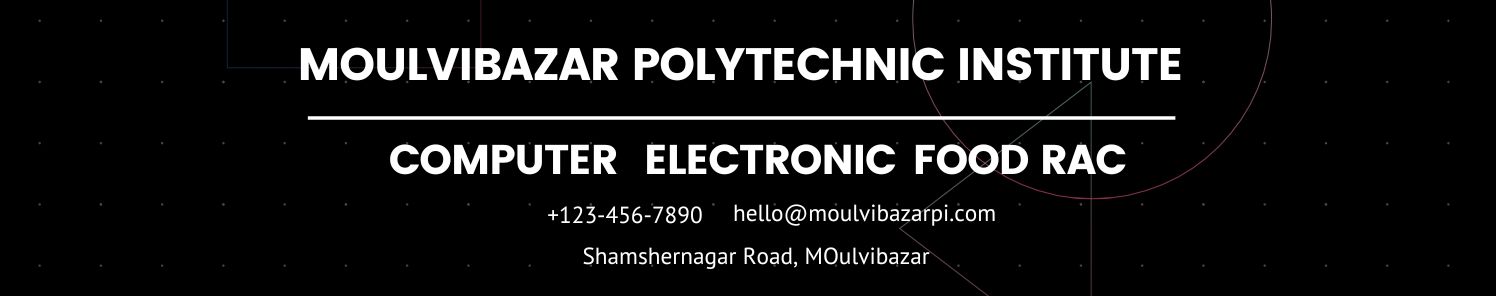 MOULVIBAZAR POLYTECHNIC INSTITUTE
COMPUTER ELECTRONIC FOOD RAC
+123-456-7890 hello@moulvibazarpi.com
Shamshernagar Road, MOulvibazar